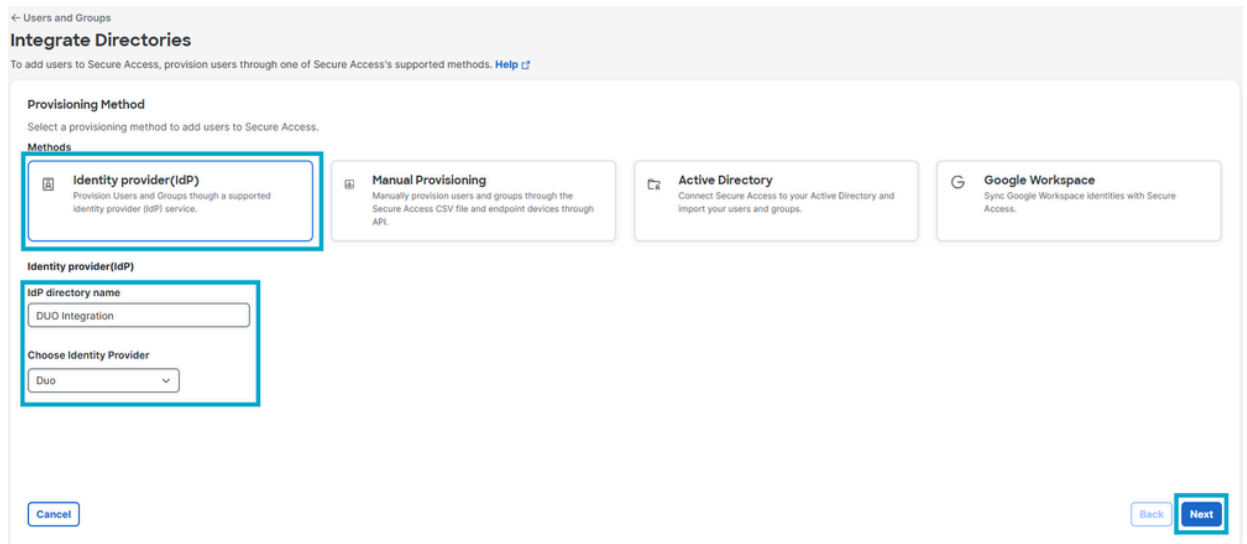 ← Users and Groups
Integrate Directories
To add users to Secure Access, provision users through one of Secure Access's supported methods. Help
Provisioning Method
Select a provisioning method to add users to Secure Access.
Methods
Identity provider(IdP)
Provision Users and Groups though a supported
identity provider (IdP) service.
Manual Provisioning
Manually provision users and groups through the
Secure Access CSV file and endpoint devices through
API.
Active Directory
Connect Secure Access to your Active Directory and
import your users and groups.
Google Workspace
Sync Google Workspace identities with Secure
Access.
Identity provider(IdP)
IdP directory name
DUO Integration
Choose Identity Provider
Duo
Cancel
Back
Next